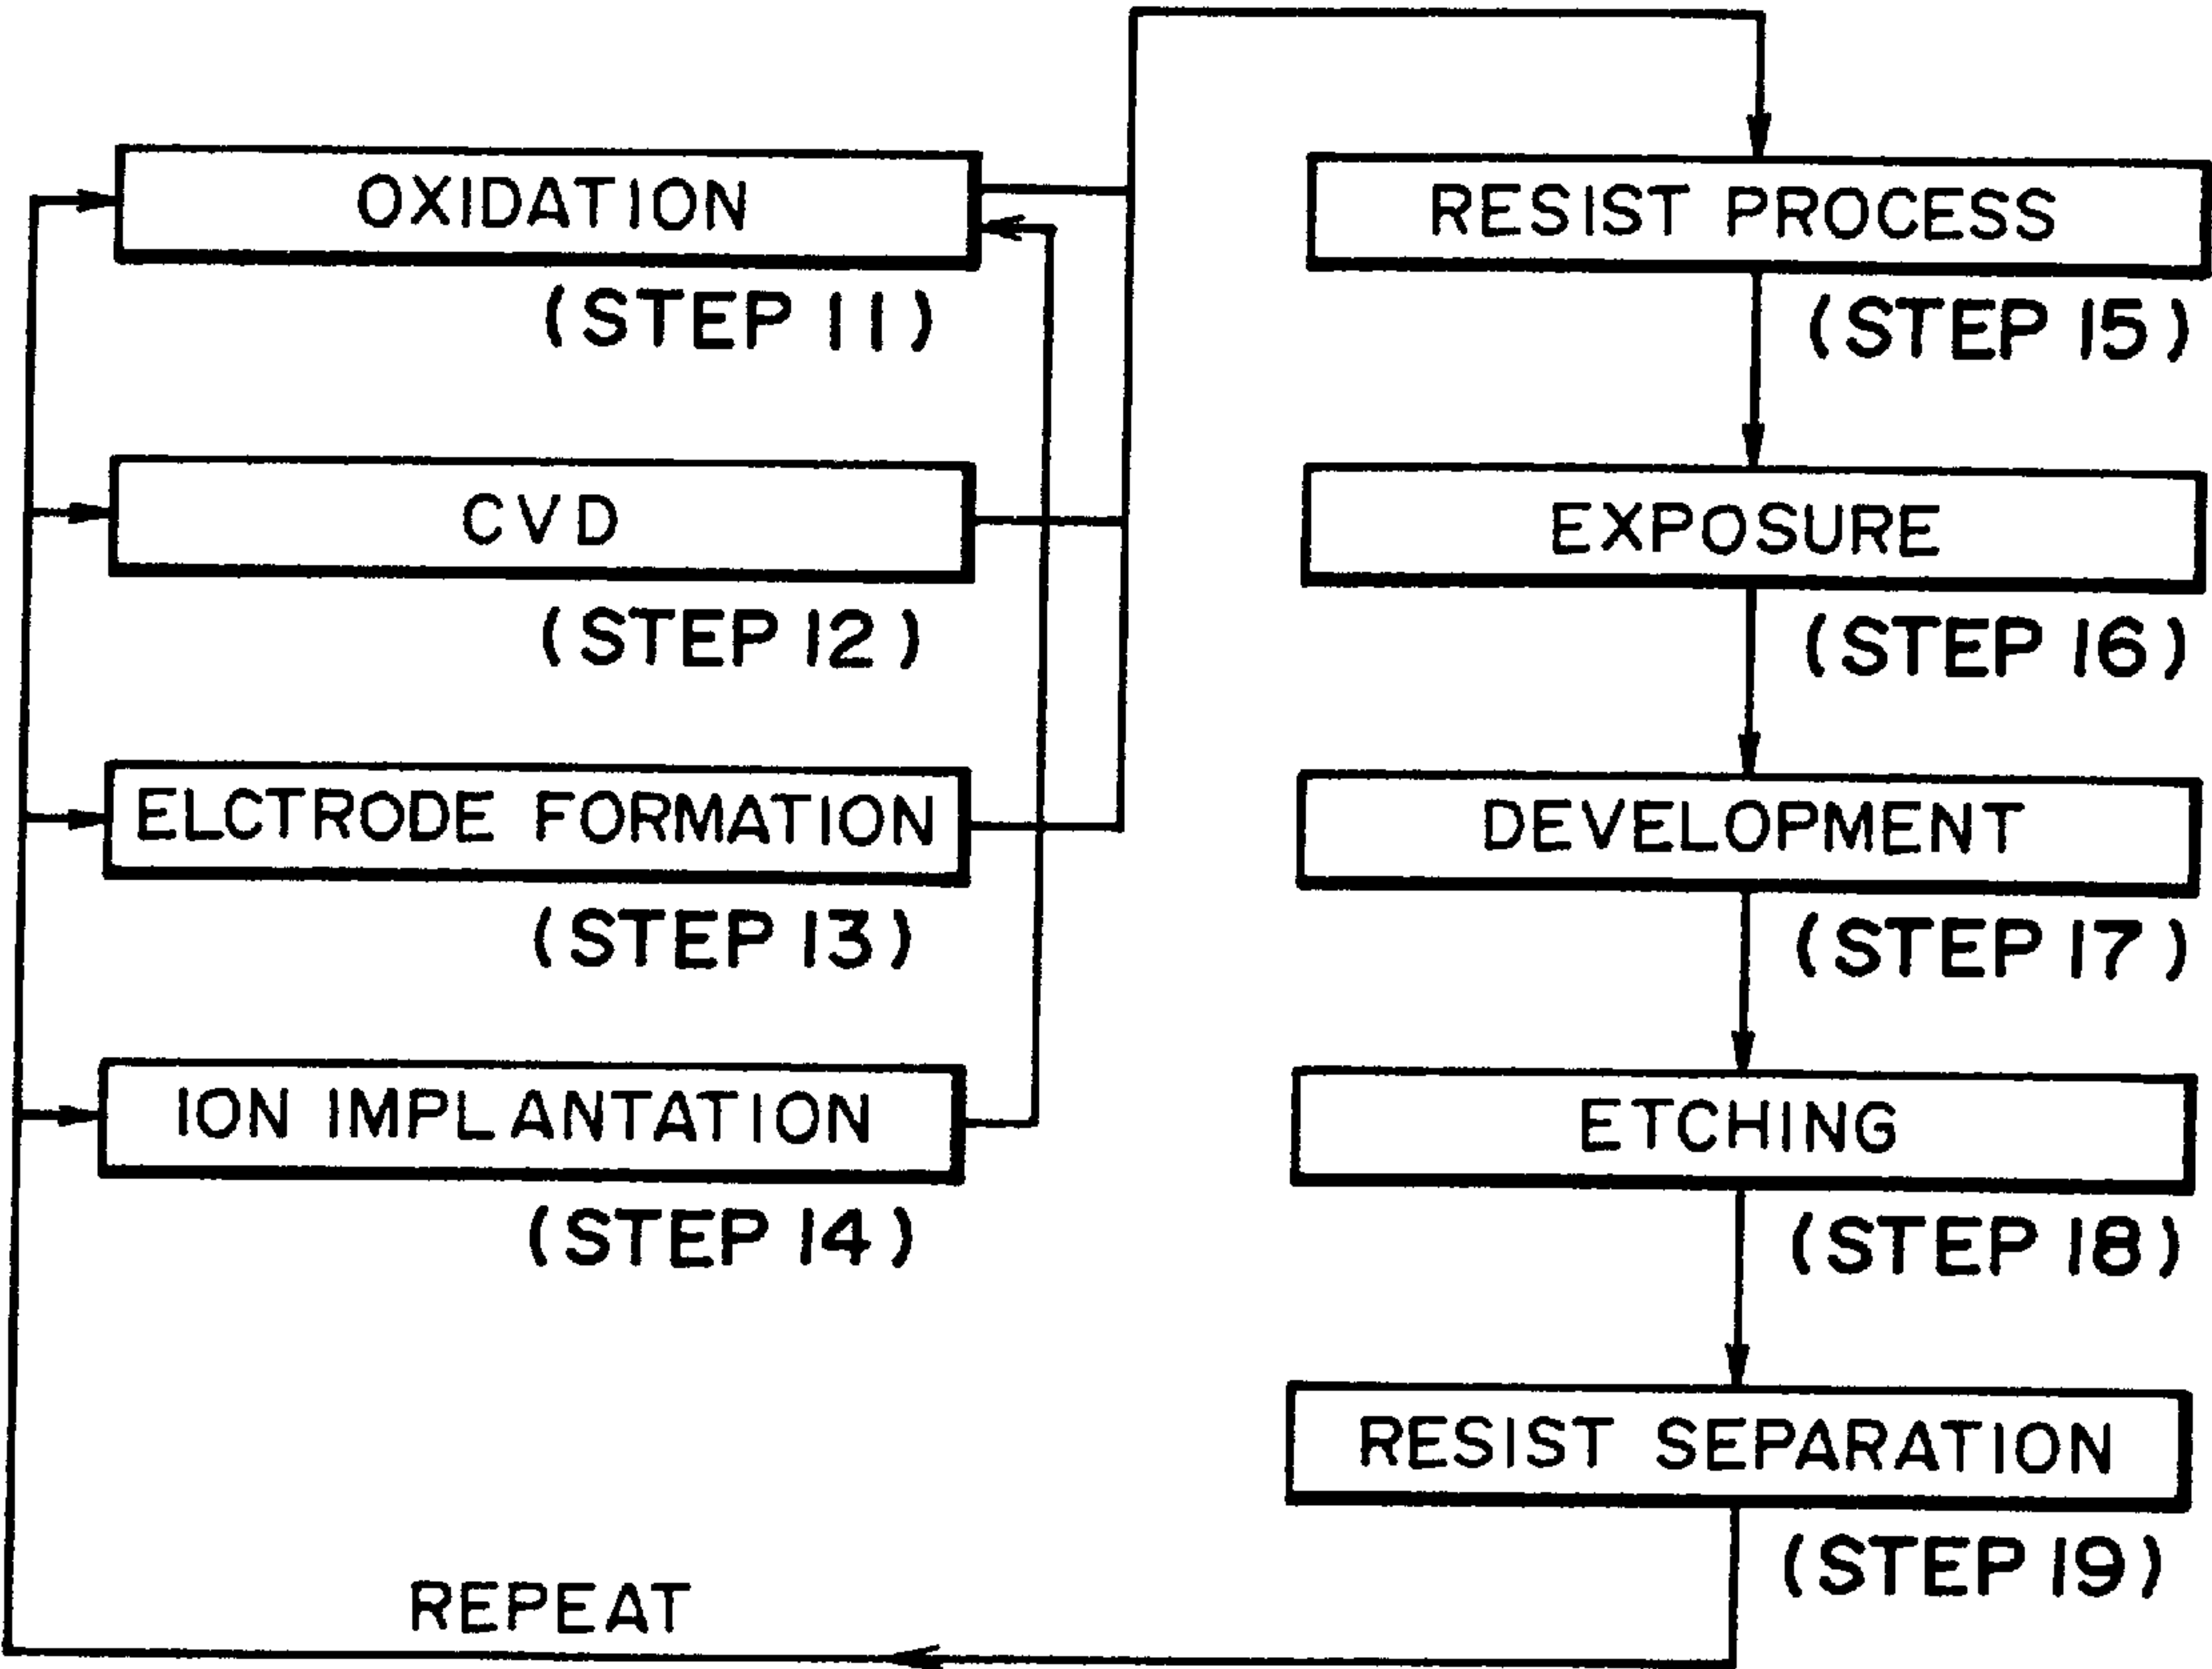 OXIDATION
(STEP 11)
CVD
(STEP 12)
ELCTRODE FORMATION
(STEP 13)
ION IMPLANTATION
(STEP 14)
RESIST PROCESS
(STEP 15)
EXPOSURE
(STEP 16)
DEVELOPMENT
(STEP 17)
ETCHING
(STEP 18)
RESIST SEPARATION
(STEP 19)
REPEAT